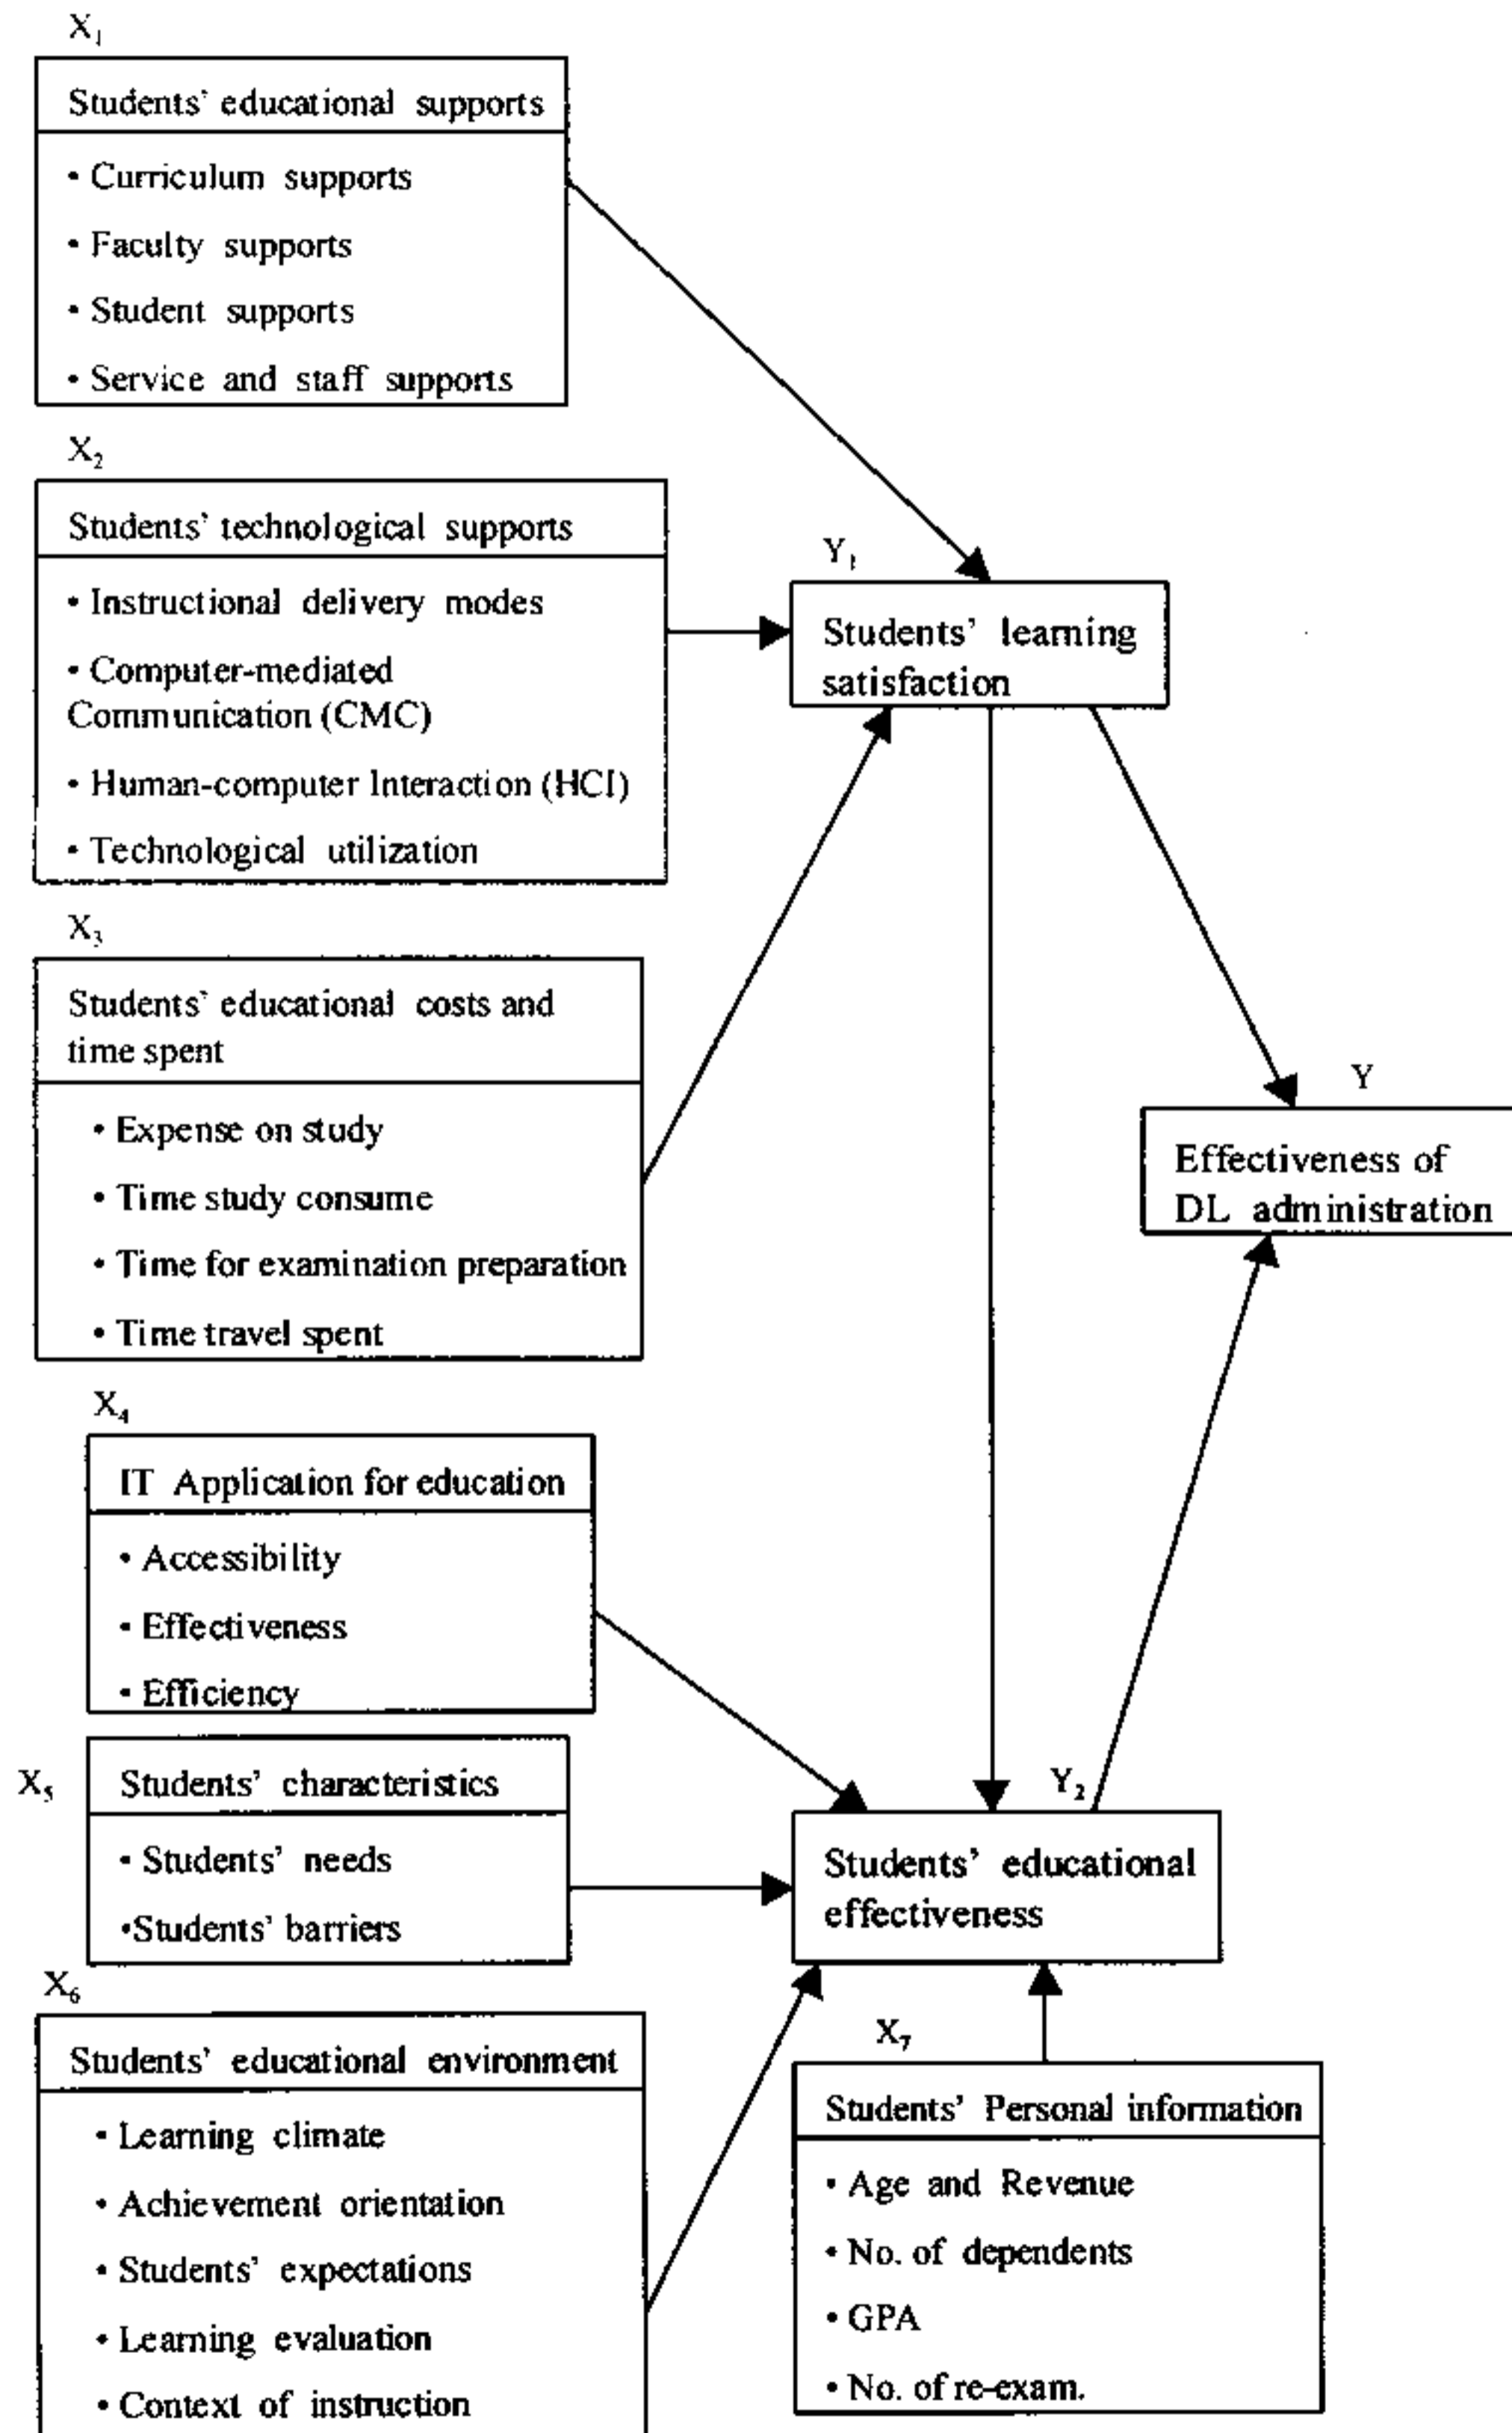 X₁
Students' educational supports
• Curriculum supports
• Faculty supports
• Student supports
• Service and staff supports
X₂
Students' technological supports
• Instructional delivery modes
• Computer-mediated
Communication (CMC)
• Human-computer Interaction (HCI)
• Technological utilization
X₃
Students' educational costs and
time spent
• Expense on study
• Time study consume
• Time for examination preparation
• Time travel spent
X₄
IT Application for education
• Accessibility
• Effectiveness
• Efficiency
X₅
Students' characteristics
• Students' needs
•Students' barriers
X₆
Students' educational environment
• Learning climate
• Achievement orientation
• Students' expectations
• Learning evaluation
• Context of instruction
Y₁
Students' learning
satisfaction
Y
Effectiveness of
DL administration
Y₂
Students' educational
effectiveness
X₇
Students' Personal information
• Age and Revenue
• No. of dependents
• GPA
• No. of re-exam.